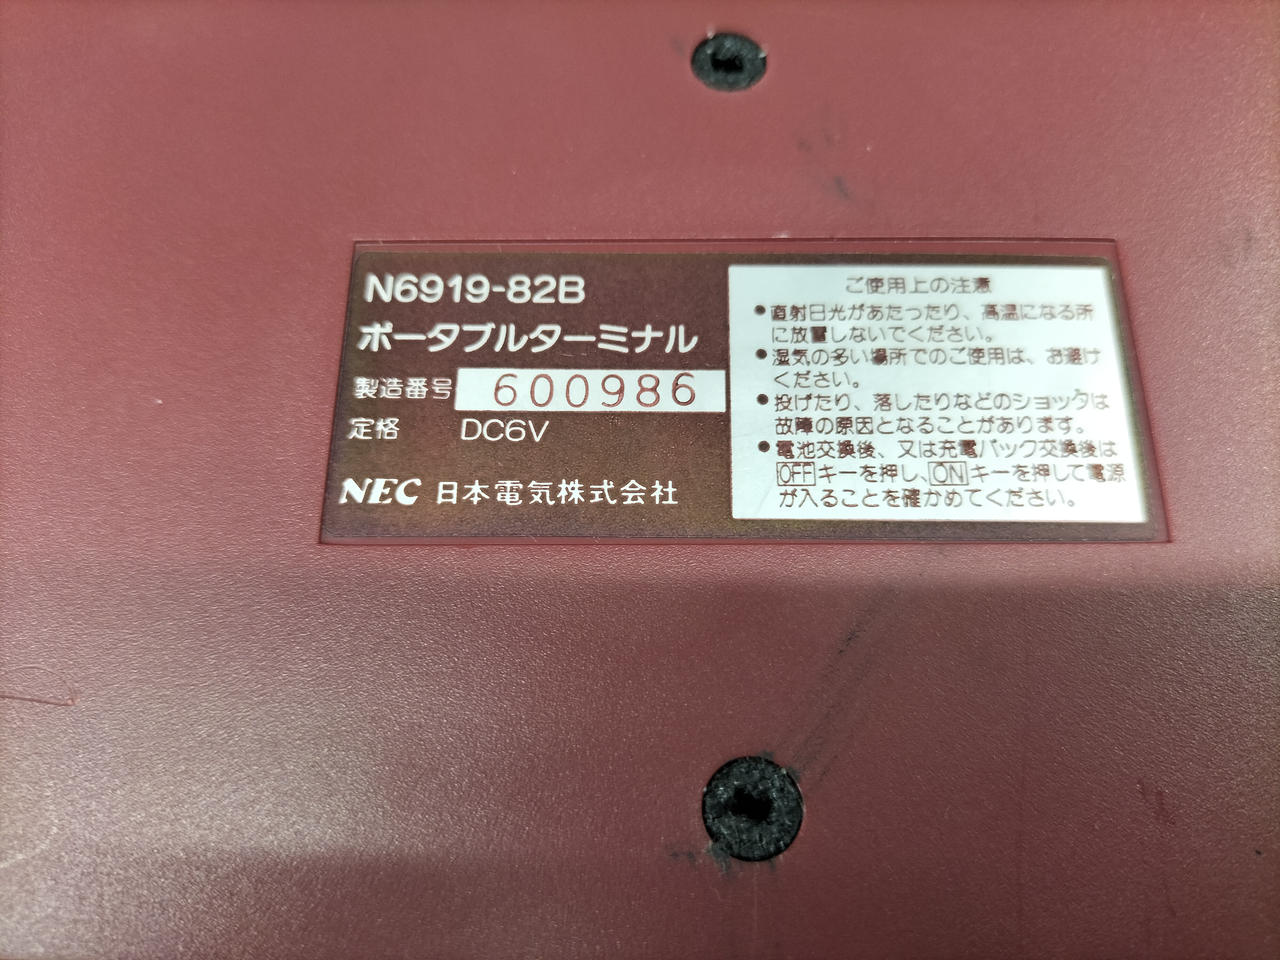 N6919-82B
ポータブルターミナル
製造番号 600986
定格 DC6V
NEC 日本電気株式会社
ご使用上の注意
●直射日光があたったり、高温になる所
に放置しないでください。
●湿気の多い場所でのご使用は、お避け
ください。
●投げたり、落したりなどのショックは
故障の原因となることがあります。
●電池交換後、又は充電パック交換後は
OFFキーを押し、ONキーを押して電源
が入ることを確かめてください。